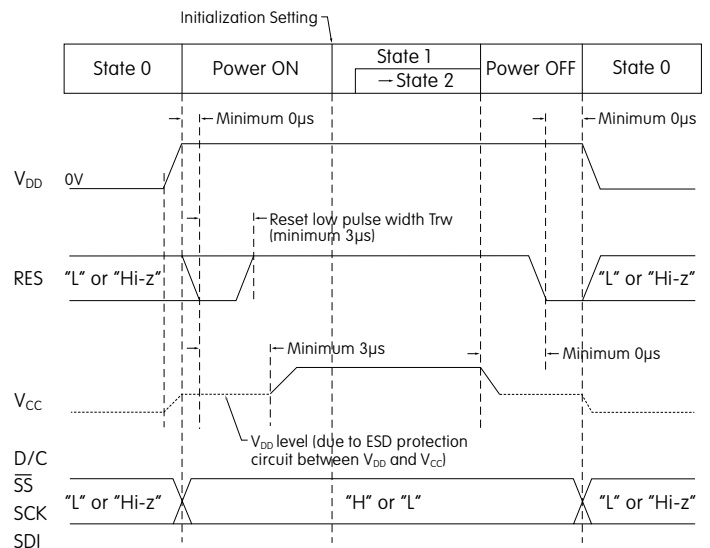 Initialization Setting
State 0 Power ON State 1 → State 2 Power OFF State 0
Minimum 0µs Minimum 0µs
V_DD 0V
Reset low pulse width Trw
(minimum 3µs)
RES "L" or "Hi-z" "L" or "Hi-z"
Minimum 3µs Minimum 0µs
V_CC
V_DD level (due to ESD protection
circuit between V_DD and V_CC)
D/C
S̅S̅
SCK "L" or "Hi-z" "H" or "L" "L" or "Hi-z"
SDI